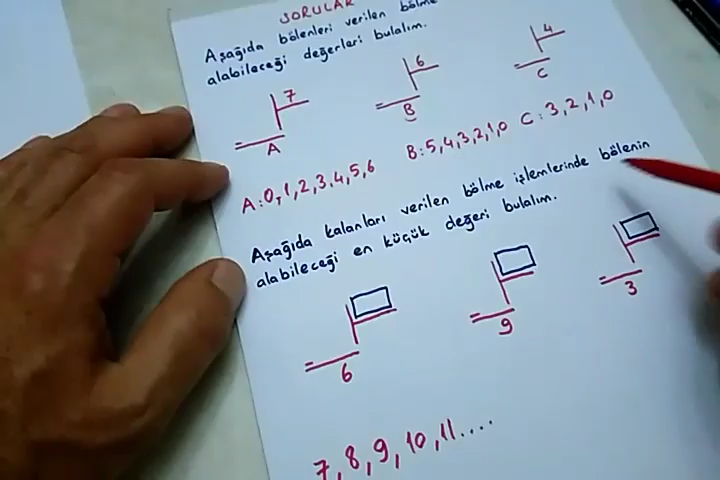 SORULAR
Aşağıda bölenleri verilen bölme
alabileceği değerleri bulalım.
7
A
6
B
4
C
A:0,1,2,3,4,5,6 B:5,4,3,2,1,0 C:3,2,1,0
Aşağıda kalanları verilen bölme işlemlerinde bölenin
alabileceği en küçük değeri bulalım.
6
9
3
7,8,9,10,11....